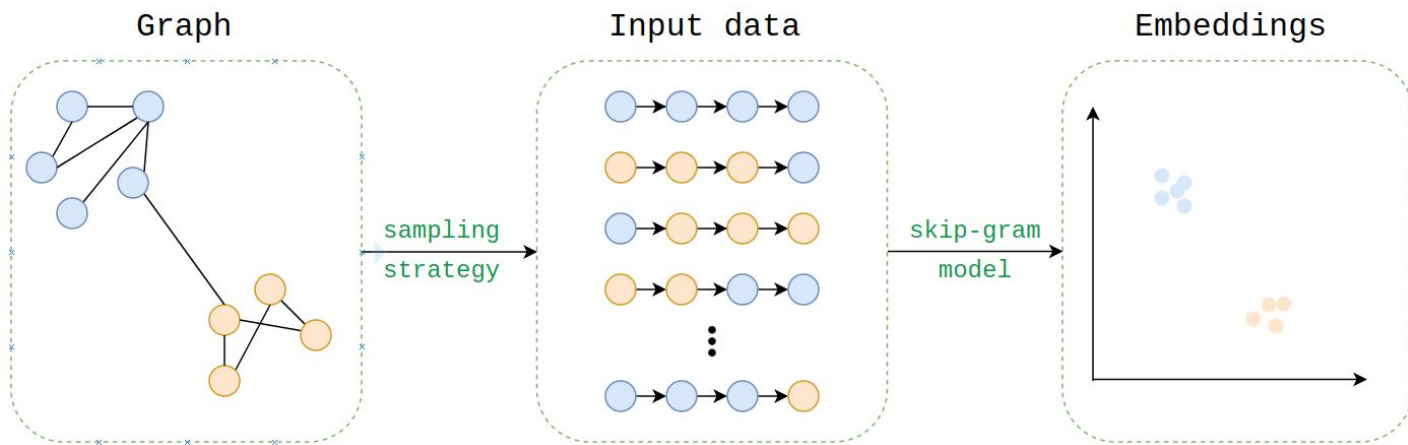 Graph
Input data
Embeddings
sampling
strategy
skip-gram
model